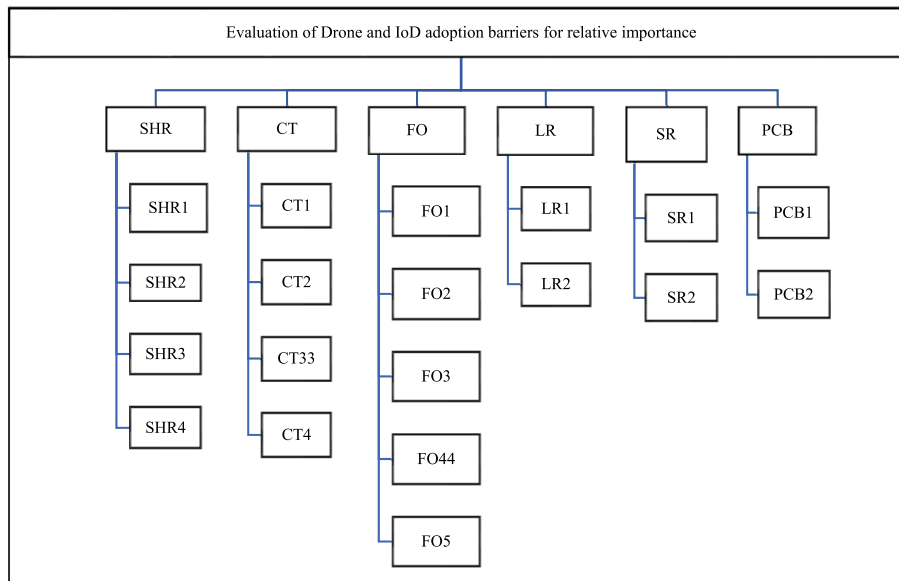 Evaluation of Drone and IoD adoption barriers for relative importance
SHR
CT
FO
LR
SR
PCB
SHR1
SHR2
SHR3
SHR4
CT1
CT2
CT33
CT4
FO1
FO2
FO3
FO44
FO5
LR1
LR2
SR1
SR2
PCB1
PCB2